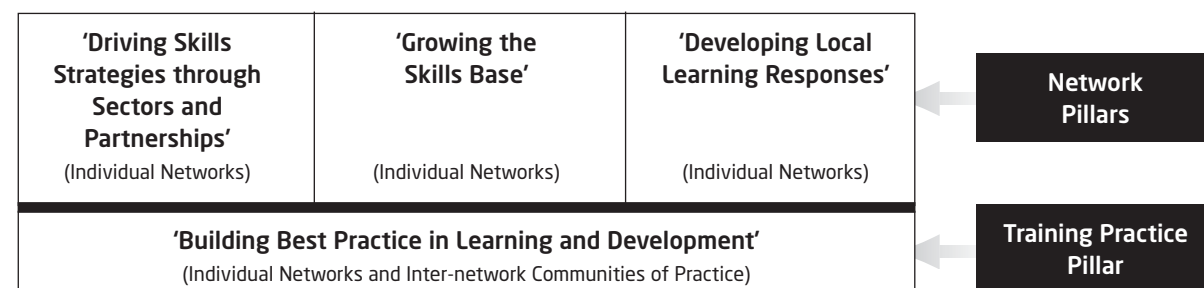 ‘Driving Skills
Strategies through
Sectors and
Partnerships’
(Individual Networks)
‘Growing the
Skills Base’
(Individual Networks)
‘Developing Local
Learning Responses’
(Individual Networks)
Network
Pillars
‘Building Best Practice in Learning and Development’
(Individual Networks and Inter-network Communities of Practice)
Training Practice
Pillar